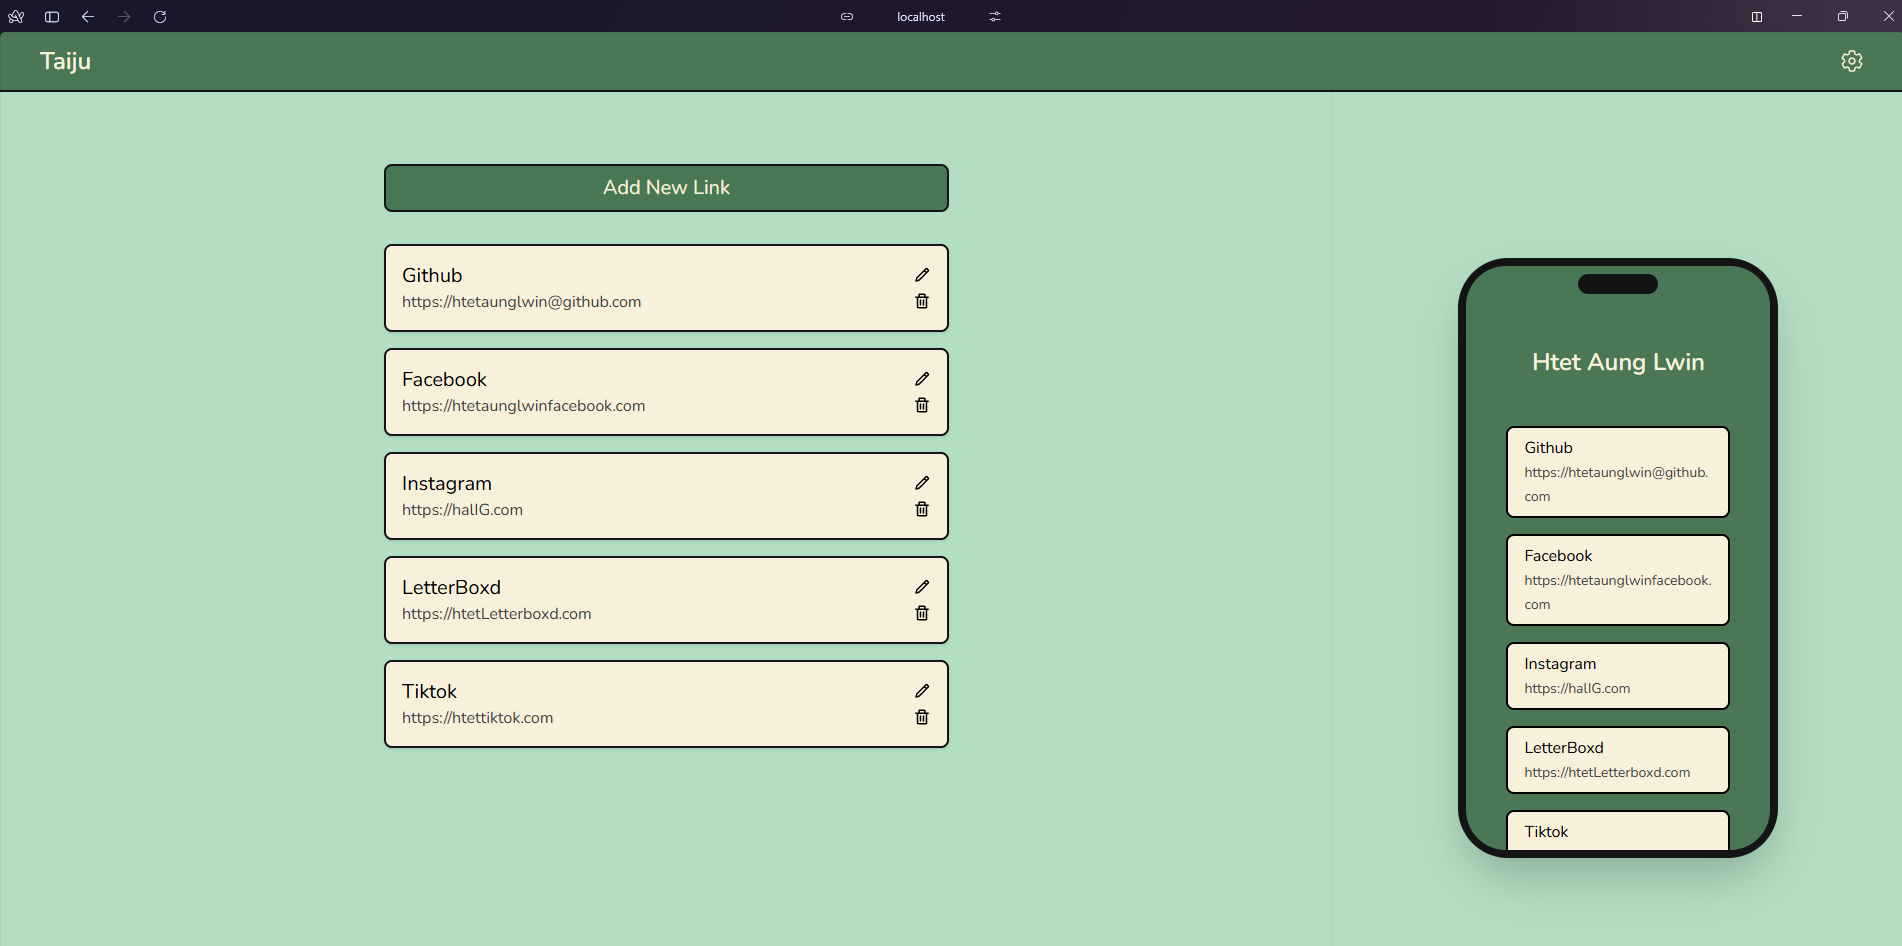 localhost
Taiju
Add New Link
Github
https://htetaunglwin@github.com
Facebook
https://htetaunglwinfacebook.com
Instagram
https://halIG.com
LetterBoxd
https://htetLetterboxd.com
Tiktok
https://htettiktok.com
Htet Aung Lwin
Github
https://htetaunglwin@github.
com
Facebook
https://htetaunglwinfacebook.
com
Instagram
https://halIG.com
LetterBoxd
https://htetLetterboxd.com
Tiktok